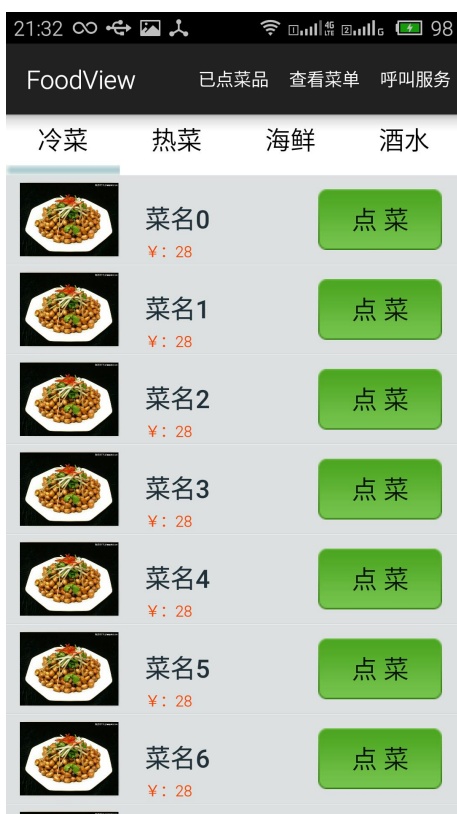 21:32 98
FoodView 已点菜品 查看菜单 呼叫服务
冷菜 热菜 海鲜 酒水
菜名0
¥：28
点 菜
菜名1
¥：28
点 菜
菜名2
¥：28
点 菜
菜名3
¥：28
点 菜
菜名4
¥：28
点 菜
菜名5
¥：28
点 菜
菜名6
¥：28
点 菜